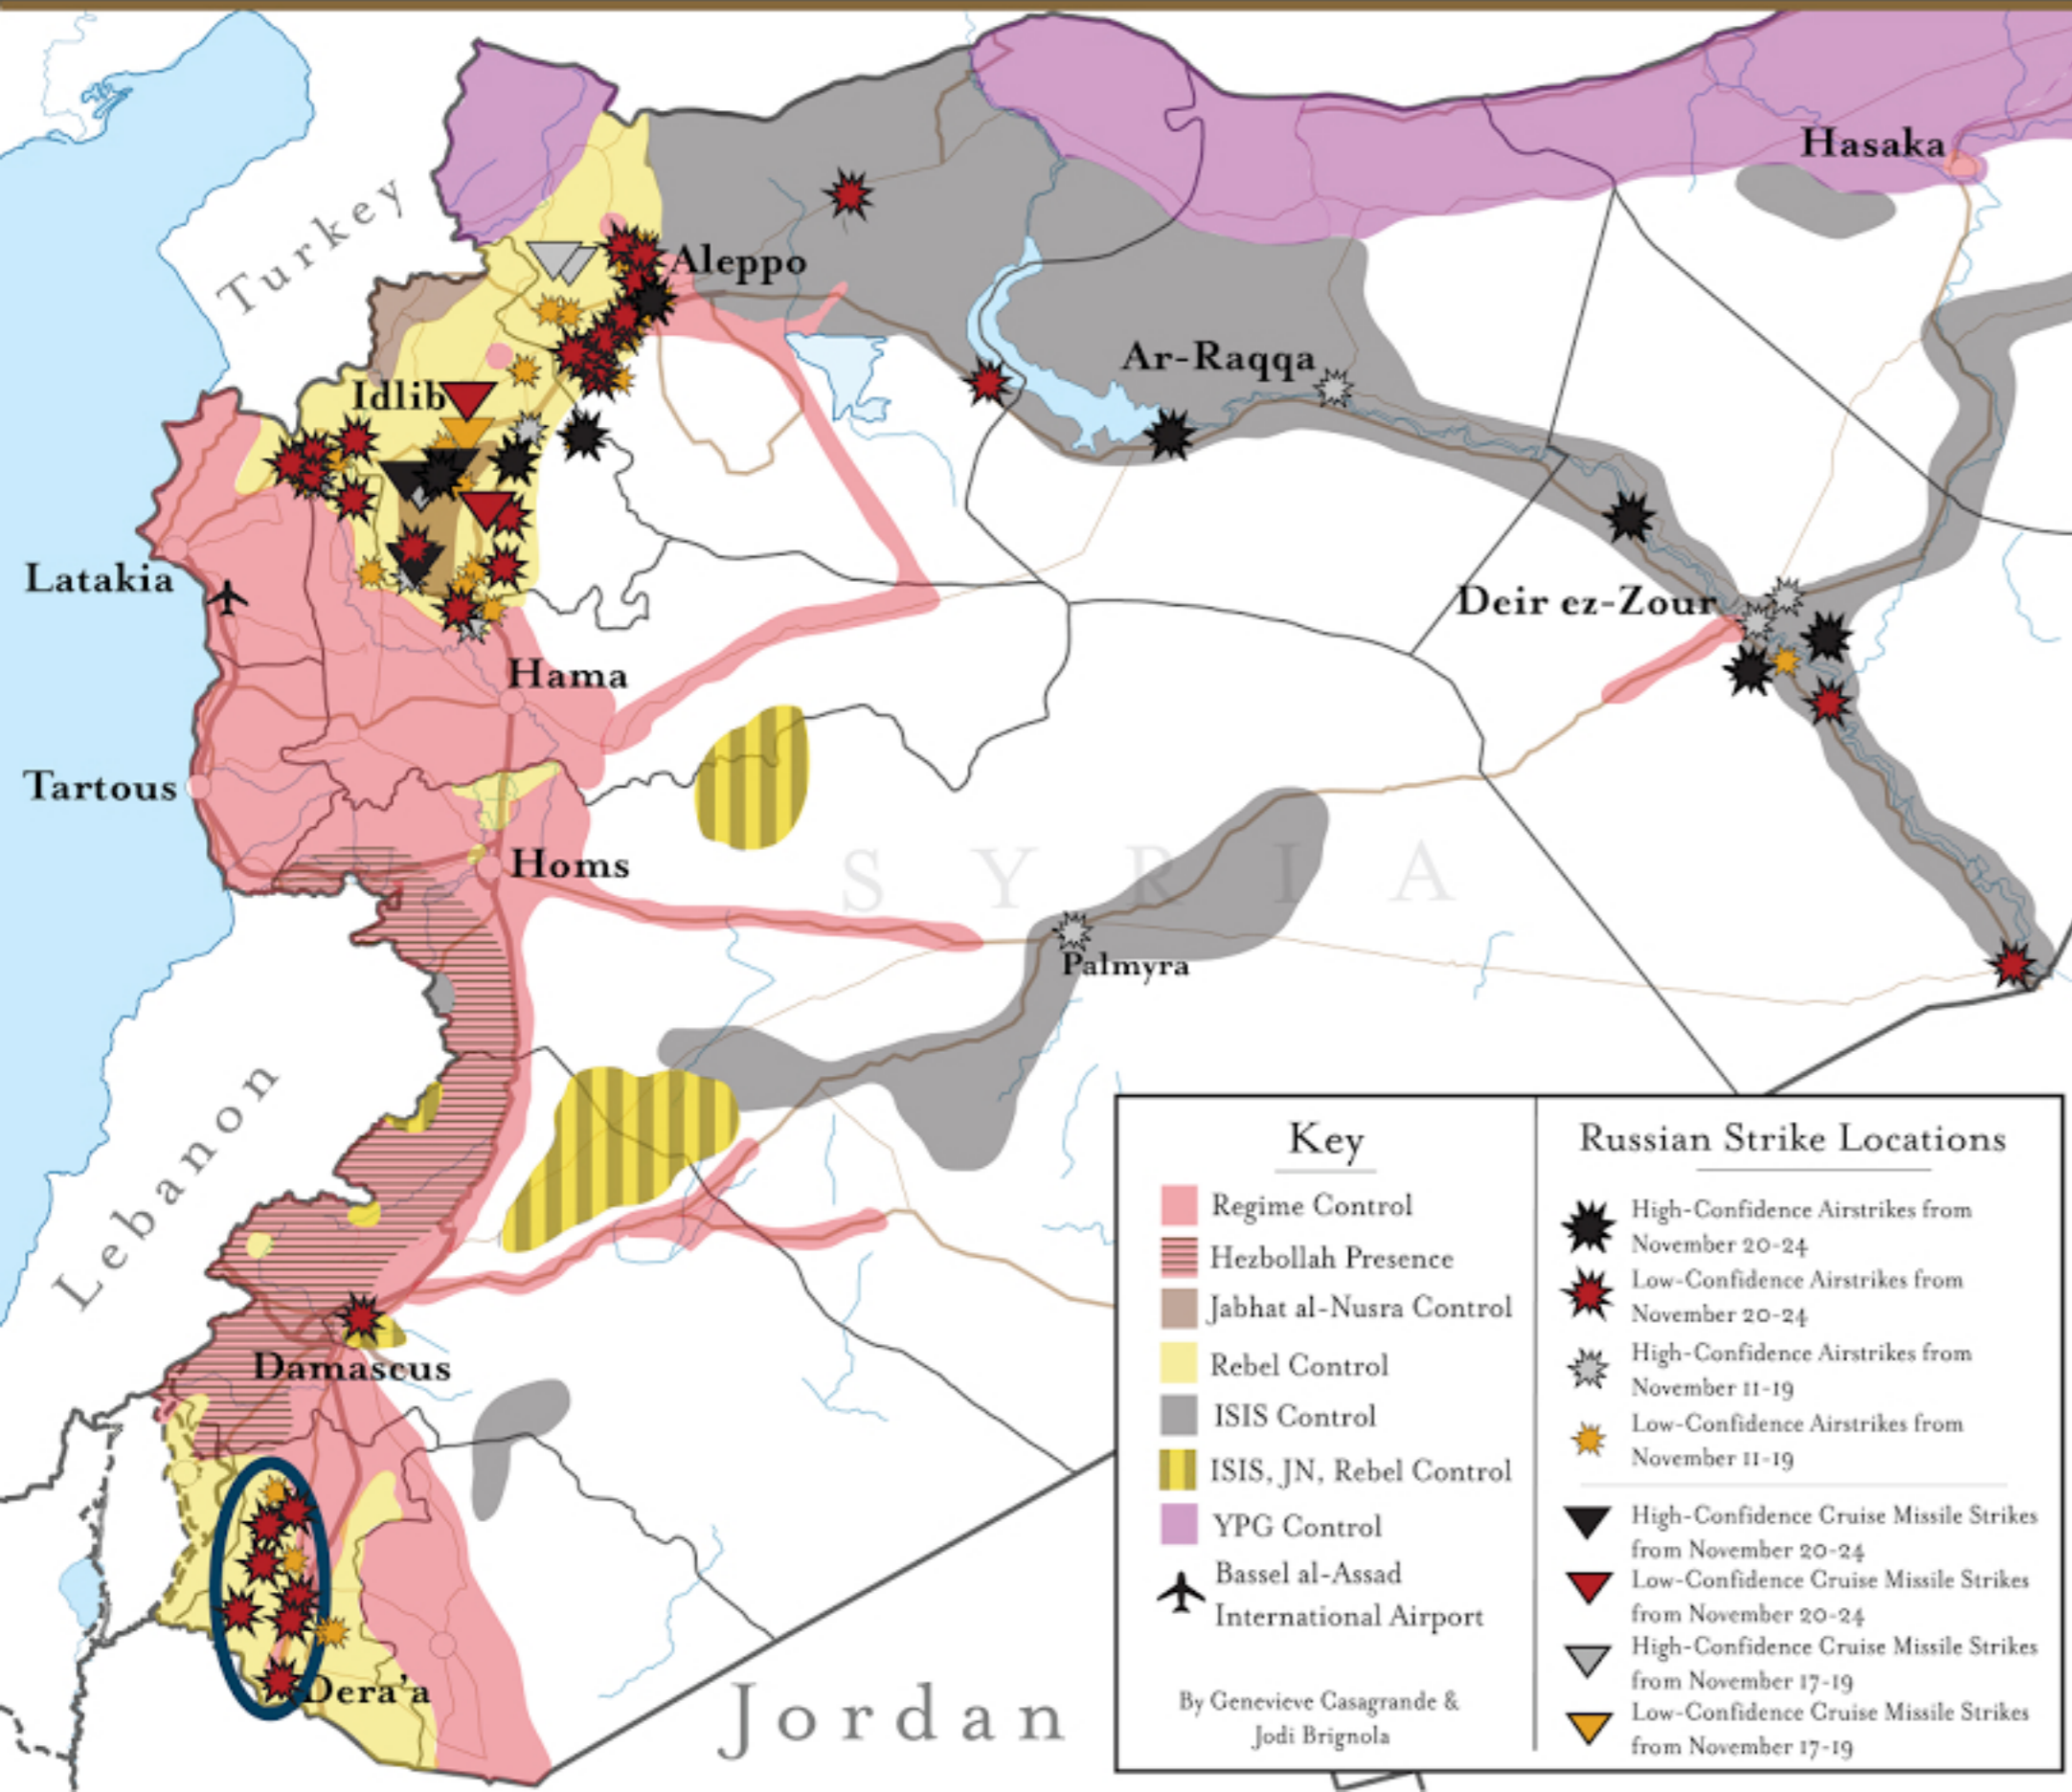 Turkey
Hasaka
Aleppo
Ar-Raqqa
Idlib
Latakia
Deir ez-Zour
Hama
Tartous
SYRIA
Homs
Palmyra
Lebanon
Damascus
Dera'a
Jordan
Key
Regime Control
Hezbollah Presence
Jabhat al-Nusra Control
Rebel Control
ISIS Control
ISIS, JN, Rebel Control
YPG Control
Bassel al-Assad
International Airport
By Genevieve Casagrande &
Jodi Brignola
Russian Strike Locations
High-Confidence Airstrikes from
November 20-24
Low-Confidence Airstrikes from
November 20-24
High-Confidence Airstrikes from
November 11-19
Low-Confidence Airstrikes from
November 11-19
High-Confidence Cruise Missile Strikes
from November 20-24
Low-Confidence Cruise Missile Strikes
from November 20-24
High-Confidence Cruise Missile Strikes
from November 17-19
Low-Confidence Cruise Missile Strikes
from November 17-19